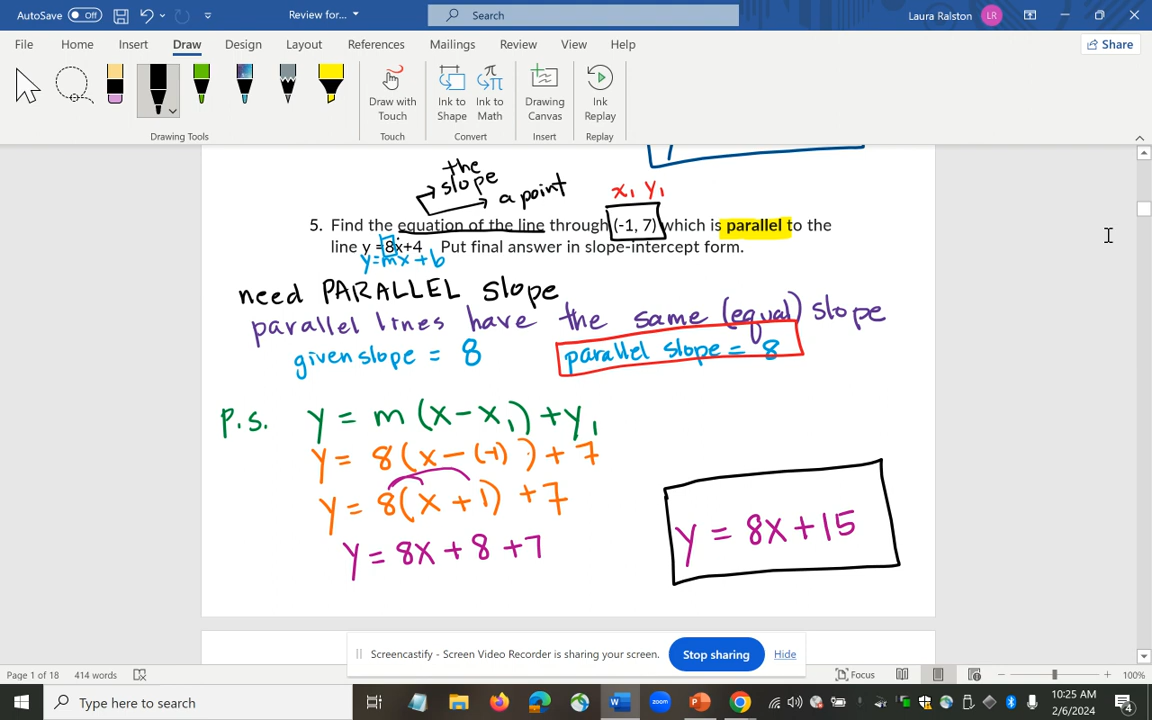 AutoSave Off Review for... Search Laura Ralston LR
File Home Insert Draw Design Layout References Mailings Review View Help Share
Draw with Touch Ink to Shape Ink to Math Drawing Canvas Ink Replay
Drawing Tools Touch Convert Insert Replay
the
slope
a point
x₁ y₁
5. Find the equation of the line through (-1, 7) which is parallel to the
line y =8x+4 Put final answer in slope-intercept form.
y=mx+b
need PARALLEL slope
parallel lines have the same (equal) slope
given slope = 8 parallel slope = 8
p.s. y = m(x-x₁)+y₁
y = 8(x-(-1))+7
y = 8(x+1)+7
y = 8x+8+7
y = 8x+15
Screencastify - Screen Video Recorder is sharing your screen. Stop sharing Hide
Page 1 of 18 414 words Focus 100%
Type here to search 10:25 AM
2/6/2024 4